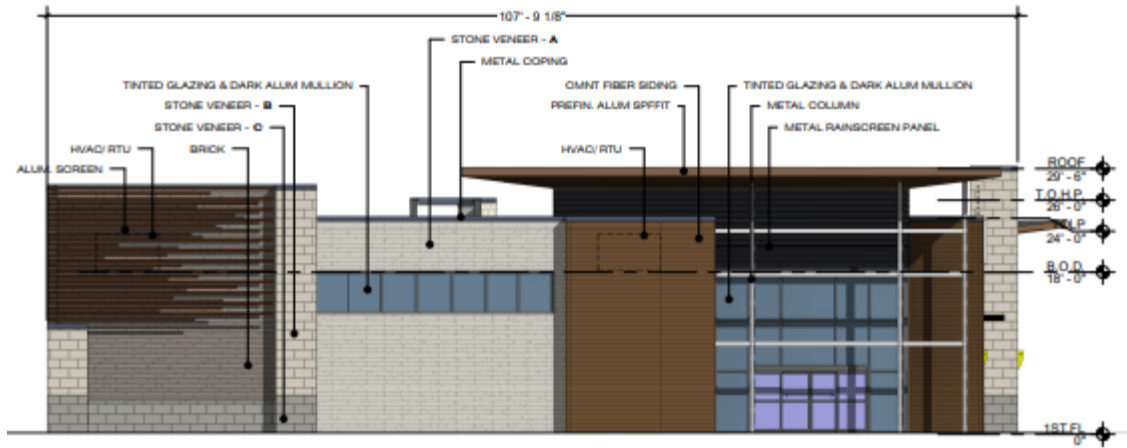 107' - 9 1/8"
STONE VENEER - A
METAL COPING
TINTED GLAZING & DARK ALUM MULLION
CMNT FIBER SIDING
TINTED GLAZING & DARK ALUM MULLION
STONE VENEER - B
PREFIN. ALUM SPFFIT
METAL COLUMN
STONE VENEER - C
METAL RAINSCREEN PANEL
HVAC/ RTU
BRICK
HVAC/ RTU
ALUM. SCREEN
ROOF
29' - 6"
T.O.H.P.
26' - 0"
24' - 0"
B.O.D.
18' - 0"
1ST FL
0"